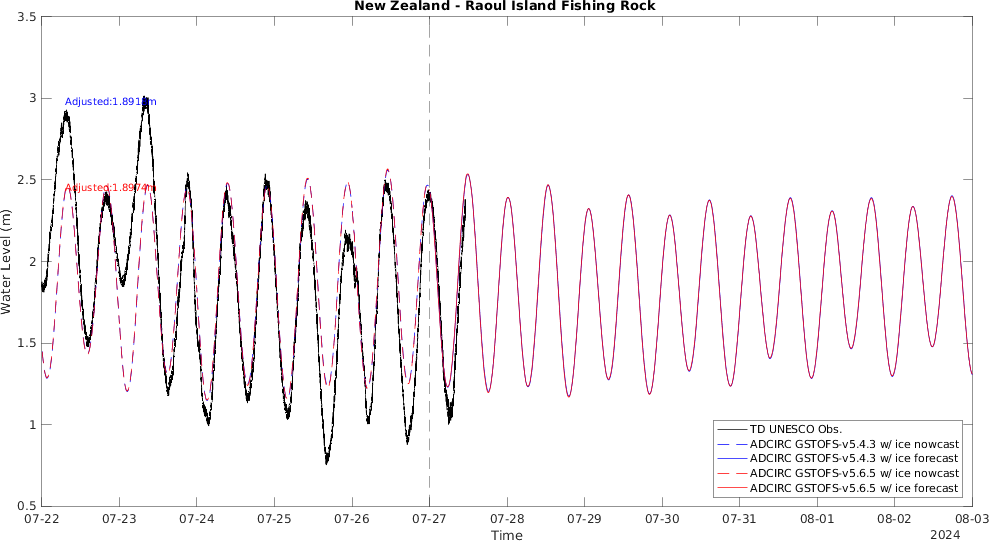 New Zealand - Raoul Island Fishing Rock
3.5
3
2.5
2
1.5
1
0.5
Water Level (m)
Adjusted:1.891
Adjusted:1.8974m
TD UNESCO Obs.
ADCIRC GSTOFS-v5.4.3 w/ ice nowcast
ADCIRC GSTOFS-v5.4.3 w/ ice forecast
ADCIRC GSTOFS-v5.6.5 w/ ice nowcast
ADCIRC GSTOFS-v5.6.5 w/ ice forecast
07-22 07-23 07-24 07-25 07-26 07-27 07-28 07-29 07-30 07-31 08-01 08-02 08-03
Time
2024